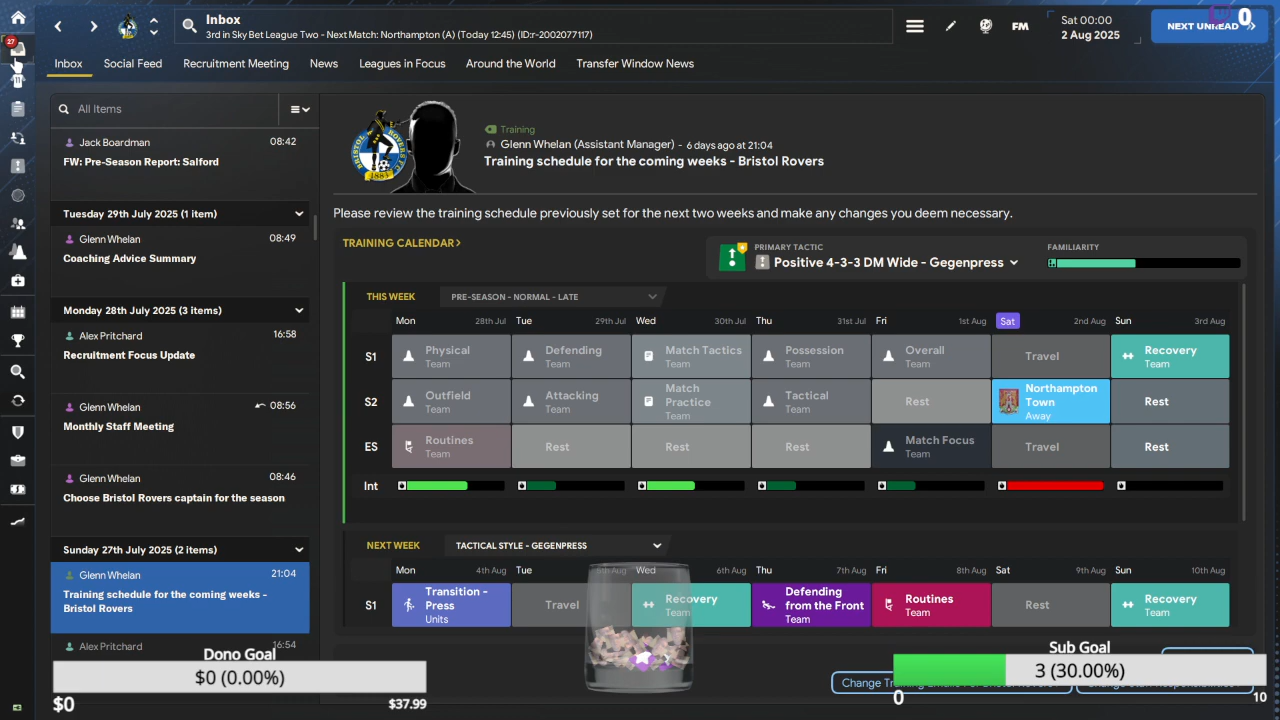 Inbox
3rd in Sky Bet League Two - Next Match: Northampton (A) (Today 12:45) (ID:r-2002077117)
FM
Sat 00:00
2 Aug 2025
NEXT UNREAD
0
27
Inbox
Social Feed
Recruitment Meeting
News
Leagues in Focus
Around the World
Transfer Window News
All Items
Jack Boardman 08:42
FW: Pre-Season Report: Salford
Tuesday 29th July 2025 (1 item)
Glenn Whelan 08:49
Coaching Advice Summary
Monday 28th July 2025 (3 items)
Alex Pritchard 16:58
Recruitment Focus Update
Glenn Whelan 08:56
Monthly Staff Meeting
Glenn Whelan 08:46
Choose Bristol Rovers captain for the season
Sunday 27th July 2025 (2 items)
Glenn Whelan 21:04
Training schedule for the coming weeks -
Bristol Rovers
Alex Pritchard 16:54
BRISTOL ROVERS FC
1883
Training
Glenn Whelan (Assistant Manager) - 6 days ago at 21:04
Training schedule for the coming weeks - Bristol Rovers
Please review the training schedule previously set for the next two weeks and make any changes you deem necessary.
TRAINING CALENDAR
PRIMARY TACTIC
Positive 4-3-3 DM Wide - Gegenpress
FAMILIARITY
THIS WEEK
PRE-SEASON - NORMAL - LATE
Mon 28th Jul Tue 29th Jul Wed 30th Jul Thu 31st Jul Fri 1st Aug Sat 2nd Aug Sun 3rd Aug
S1
Physical
Team
Defending
Team
Match Tactics
Team
Possession
Team
Overall
Team
Travel
Recovery
Team
S2
Outfield
Team
Attacking
Team
Match
Practice
Team
Tactical
Team
Rest
Northampton
Town
Away
Rest
ES
Routines
Team
Rest
Rest
Rest
Match Focus
Team
Travel
Rest
Int
NEXT WEEK
TACTICAL STYLE - GEGENPRESS
Mon 4th Aug Tue 5th Aug Wed 6th Aug Thu 7th Aug Fri 8th Aug Sat 9th Aug Sun 10th Aug
S1
Transition -
Press
Units
Travel
Recovery
Team
Defending
from the Front
Team
Routines
Team
Rest
Recovery
Team
Dono Goal
$0 (0.00%)
$0
$37.99
Sub Goal
3 (30.00%)
0
10